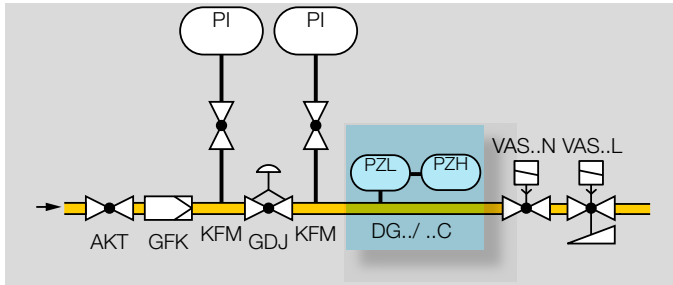 PI PI
VAS..N VAS..L
PZL PZH
AKT GFK KFM GDJ KFM DG../ ..C